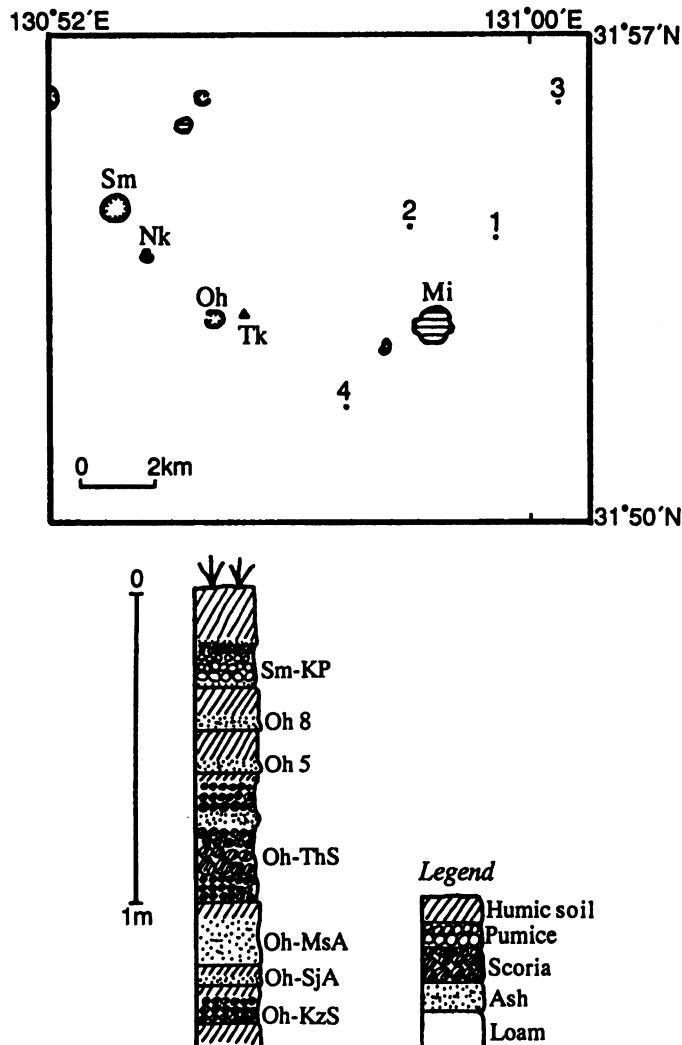 130°52'E 131°00'E
31°57'N
3
Sm
2 1
Nk
Oh Mi
Tk
4
0 2km
31°50'N
0
Sm-KP
Oh 8
Oh 5
Oh-ThS
Legend
1m
Humic soil
Pumice
Oh-MsA
Scoria
Oh-SjA
Ash
Oh-KzS
Loam